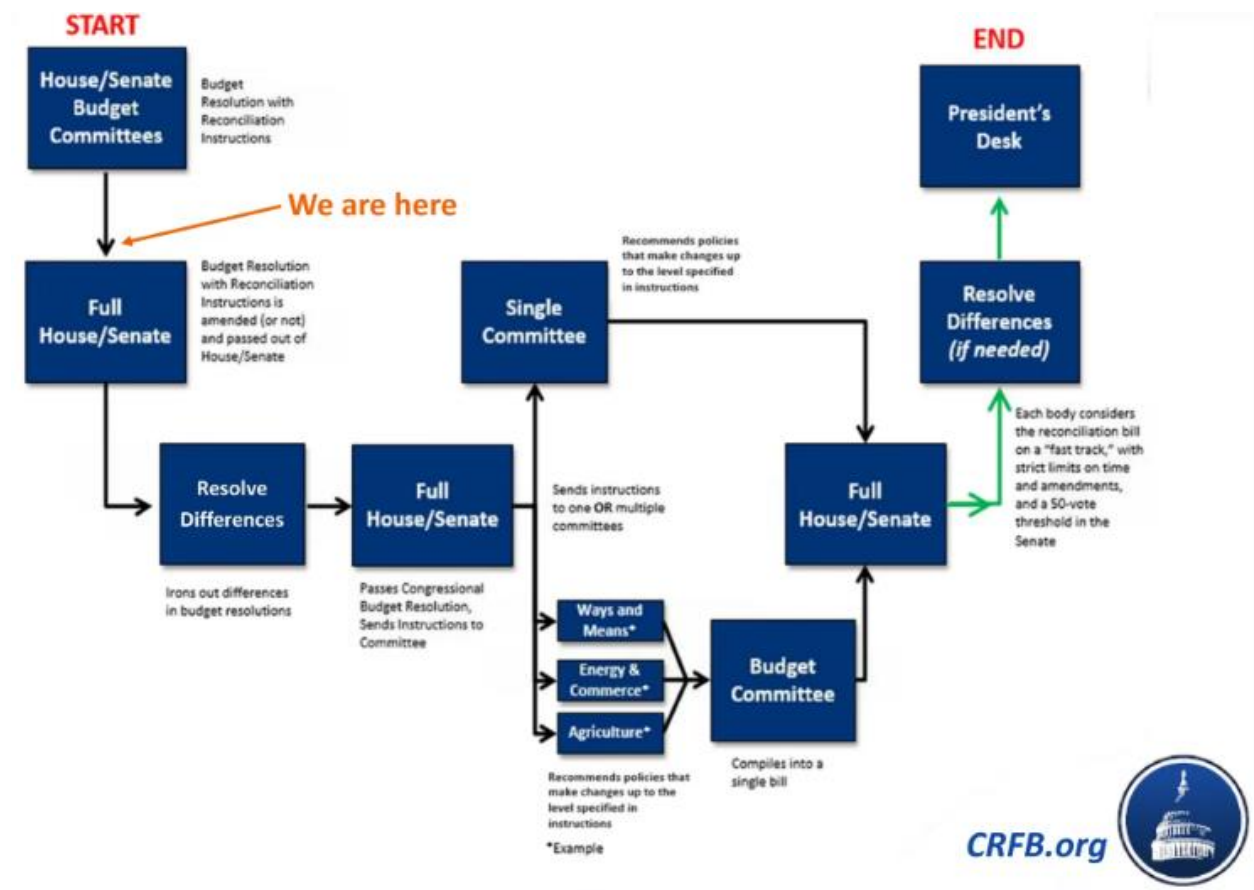 START
House/Senate
Budget
Committees
Budget
Resolution with
Reconciliation
Instructions
We are here
Full
House/Senate
Budget Resolution
with Reconciliation
Instructions is
amended (or not)
and passed out of
House/Senate
Resolve
Differences
Irons out differences
in budget resolutions
Full
House/Senate
Passes Congressional
Budget Resolution,
Sends Instructions to
Committee
Sends instructions
to one OR multiple
committees
Single
Committee
Recommends policies
that make changes up
to the level specified
in instructions
Ways and
Means*
Energy &
Commerce*
Agriculture*
Recommends policies that
make changes up to the
level specified in
instructions
*Example
Budget
Committee
Compiles into a
single bill
Full
House/Senate
Each body considers
the reconciliation bill
on a "fast track," with
strict limits on time
and amendments,
and a 50-vote
threshold in the
Senate
Resolve
Differences
(if needed)
END
President's
Desk
CRFB.org